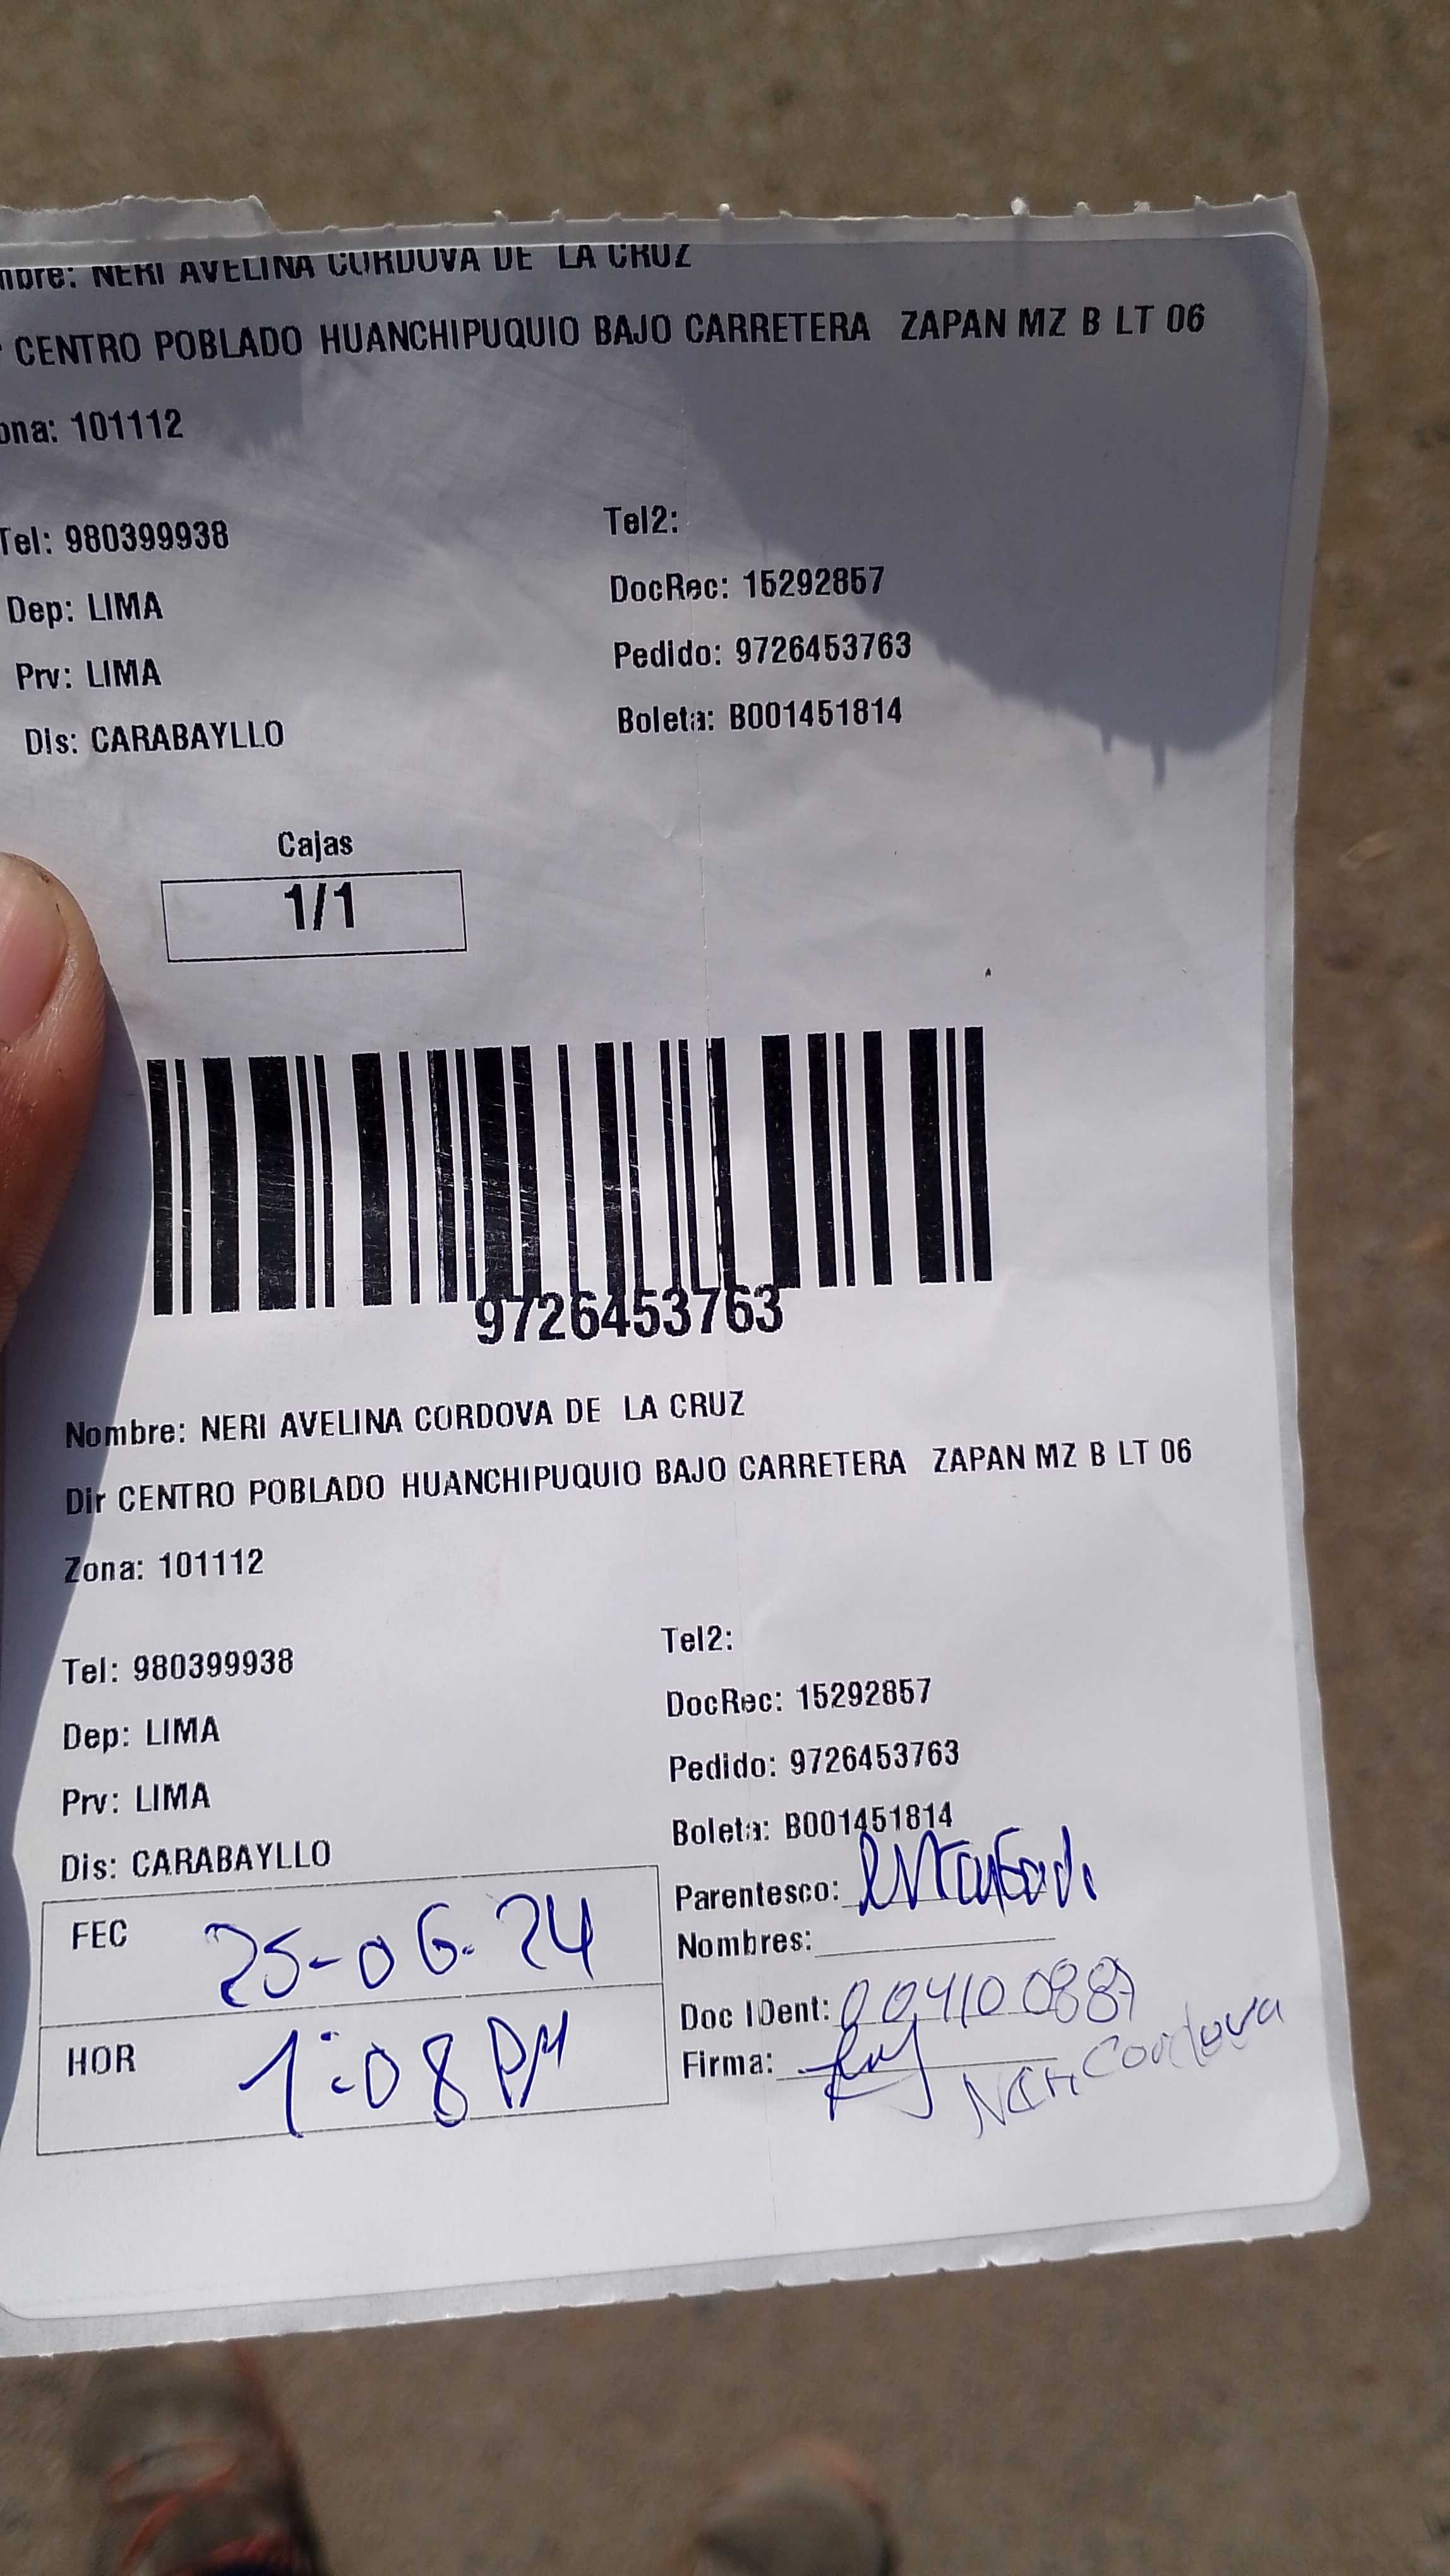 mbre: NERI AVELINA CORDOVA DE LA CRUZ
CENTRO POBLADO HUANCHIPUQUIO BAJO CARRETERA ZAPAN MZ B LT 06
ona: 101112
Tel: 980399938
Tel2:
Dep: LIMA
DocRec: 15292857
Prv: LIMA
Pedido: 9726453763
Dis: CARABAYLLO
Boleta: B001451814
Cajas
1/1
9726453763
Nombre: NERI AVELINA CORDOVA DE LA CRUZ
Dir CENTRO POBLADO HUANCHIPUQUIO BAJO CARRETERA ZAPAN MZ B LT 06
Zona: 101112
Tel: 980399938
Tel2:
Dep: LIMA
DocRec: 15292857
Prv: LIMA
Pedido: 9726453763
Dis: CARABAYLLO
Boleta: B001451814
FEC 25-06-24
Parentesco:
Nombres:
HOR 1:08 PM
Doc IDent:
Firma:
Neri Cordova